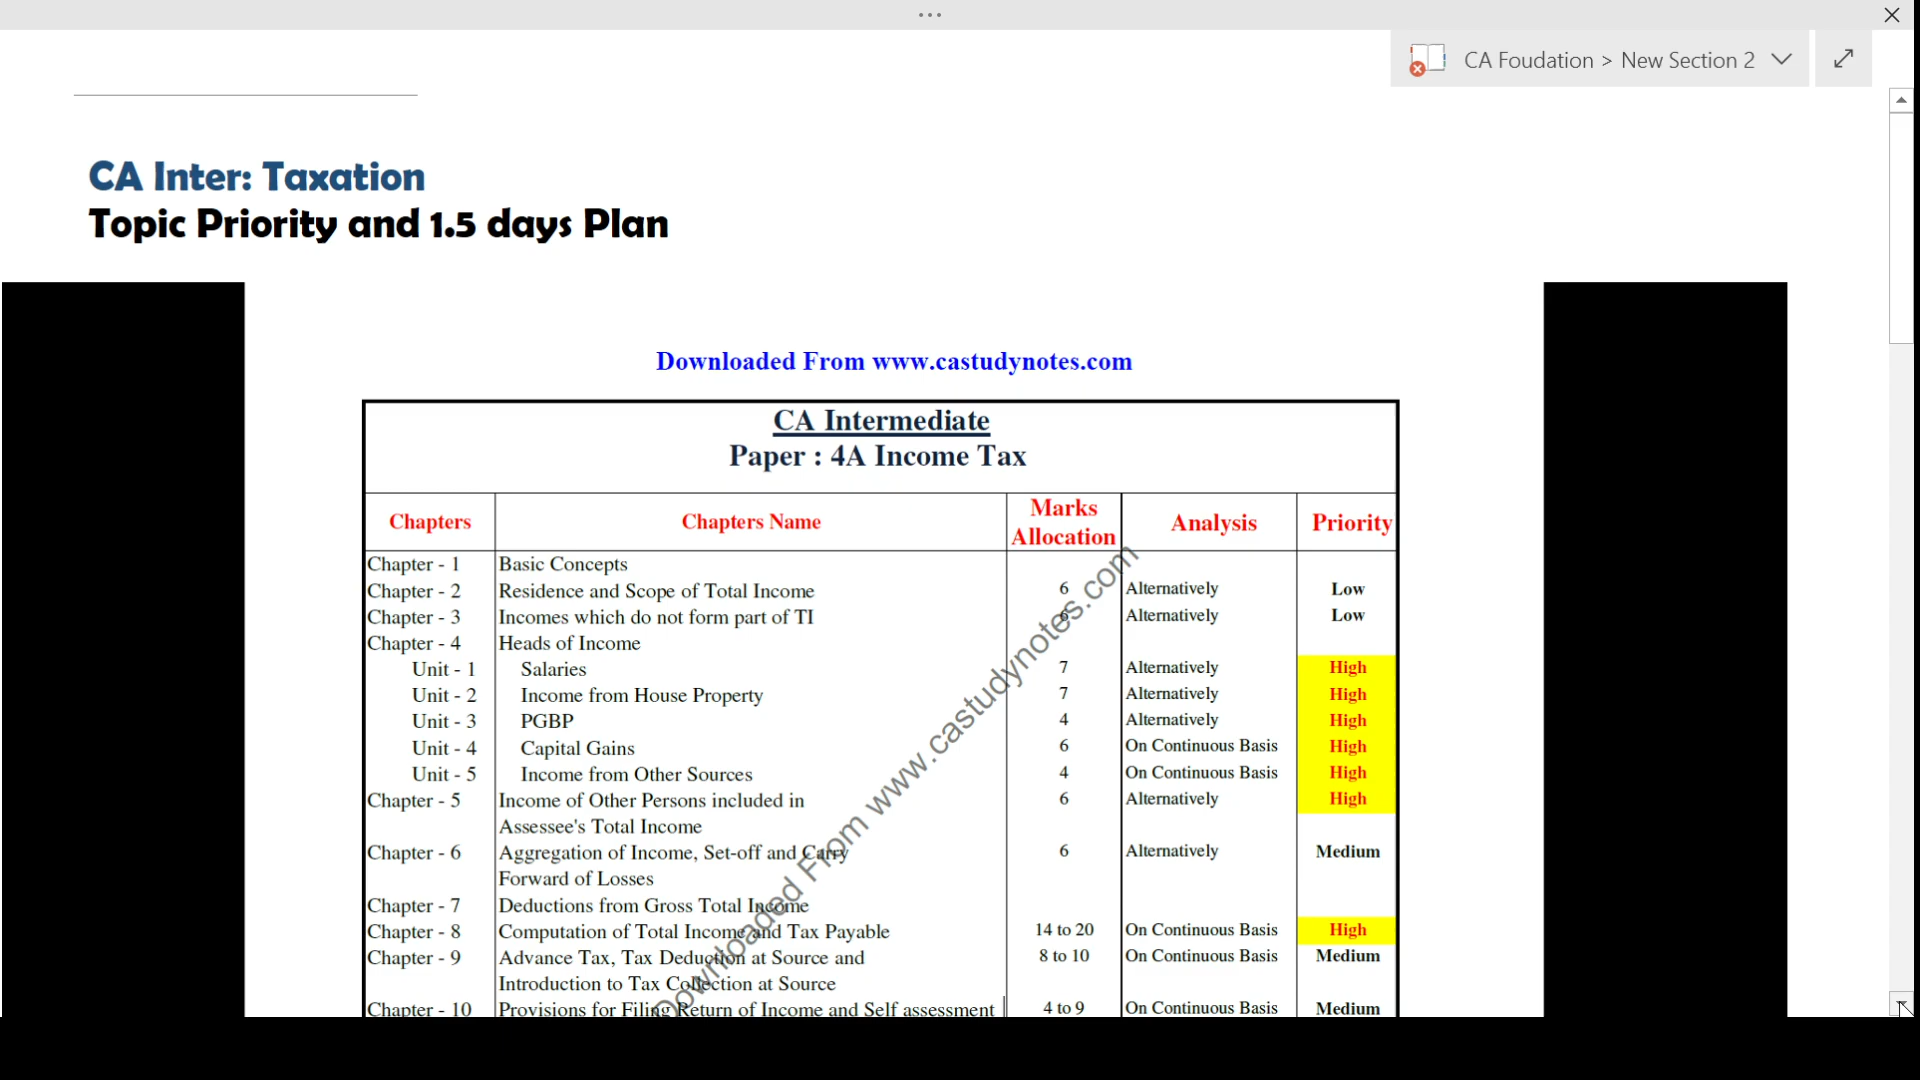 CA Foudation > New Section 2
CA Inter: Taxation
Topic Priority and 1.5 days Plan
Downloaded From www.castudynotes.com
CA Intermediate
Paper : 4A Income Tax
Chapters Chapters Name Marks Allocation Analysis Priority
Chapter - 1 Basic Concepts
Chapter - 2 Residence and Scope of Total Income 6 Alternatively Low
Chapter - 3 Incomes which do not form part of TI 6 Alternatively Low
Chapter - 4 Heads of Income
Unit - 1 Salaries 7 Alternatively High
Unit - 2 Income from House Property 7 Alternatively High
Unit - 3 PGBP 4 Alternatively High
Unit - 4 Capital Gains 6 On Continuous Basis High
Unit - 5 Income from Other Sources 4 On Continuous Basis High
Chapter - 5 Income of Other Persons included in 6 Alternatively High
Assessee's Total Income
Chapter - 6 Aggregation of Income, Set-off and Carry 6 Alternatively Medium
Forward of Losses
Chapter - 7 Deductions from Gross Total Income
Chapter - 8 Computation of Total Income and Tax Payable 14 to 20 On Continuous Basis High
Chapter - 9 Advance Tax, Tax Deduction at Source and 8 to 10 On Continuous Basis Medium
Introduction to Tax Collection at Source
Chapter - 10 Provisions for Filing Return of Income and Self assessment 4 to 9 On Continuous Basis Medium
Downloaded From www.castudynotes.com